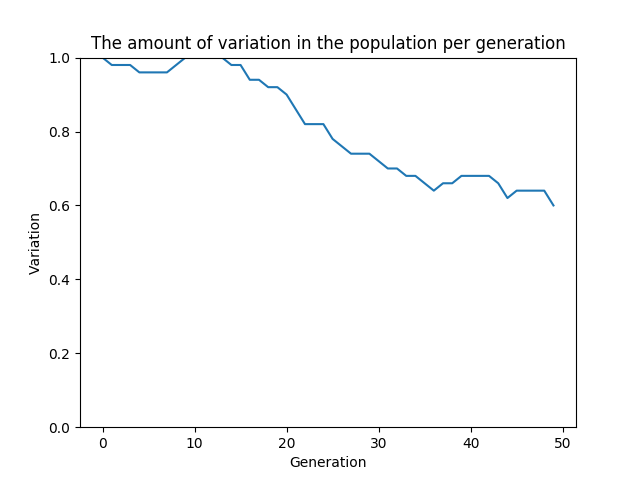 The amount of variation in the population per generation
1.0
0.8
0.6
0.4
0.2
0.0
Variation
0 10 20 30 40 50
Generation